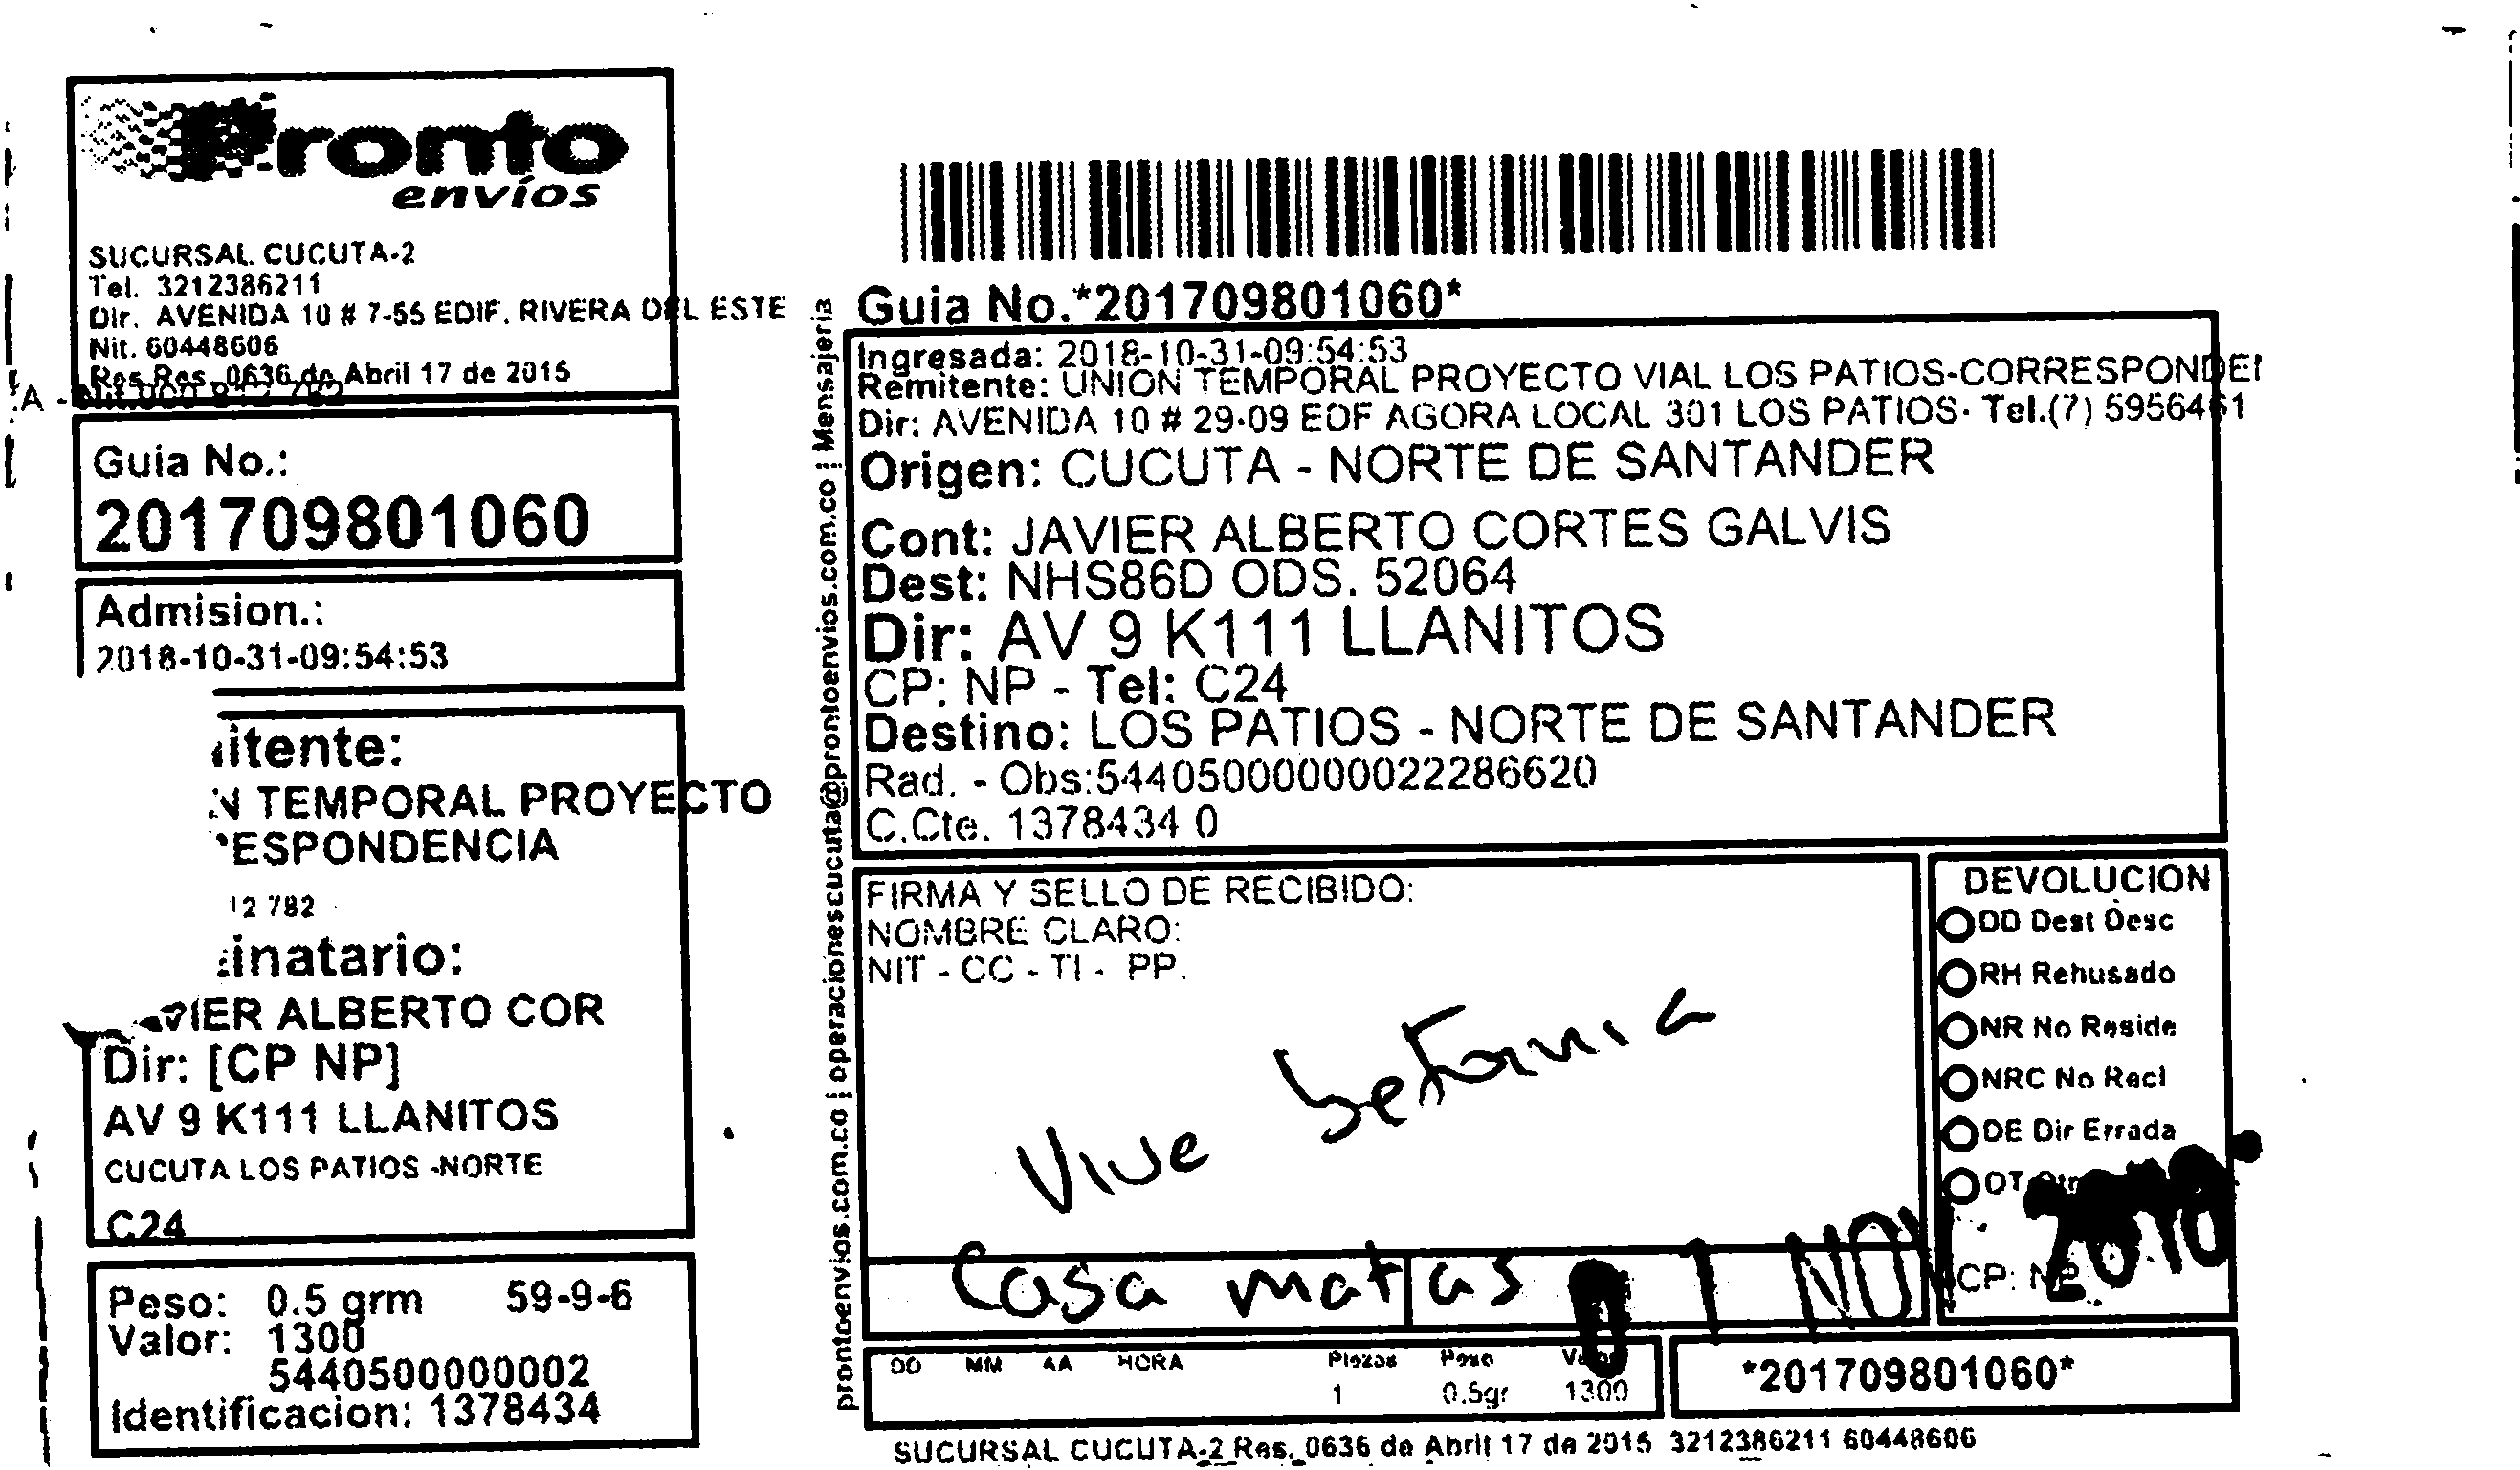 Pronto
envíos
SUCURSAL CUCUTA-2
Tel. 3212386211
Dir. AVENIDA 10 # 7-55 EDIF. RIVERA DEL ESTE
Nit. 60448606
Res Res. 0636 de Abril 17 de 2015
Guia No.:
201709801060
Admision.:
2018-10-31-09:54:53
itente:
N TEMPORAL PROYECTO
ESPONDENCIA
12 782
inatario:
IER ALBERTO COR
Dir: [CP NP]
AV 9 K111 LLANITOS
CUCUTA LOS PATIOS -NORTE
C24
Peso: 0.5 grm 59-9-6
Valor: 1300
5440500000002
Identificacion: 1378434
prontoenvios.com.co | operacionescucuta@prontoenvios.com.co | Mensajeria
Guia No.*201709801060*
Ingresada: 2018-10-31-09:54:53
Remitente: UNION TEMPORAL PROYECTO VIAL LOS PATIOS-CORRESPONDE
Dir: AVENIDA 10 # 29-09 EDF AGORA LOCAL 301 LOS PATIOS- Tel.(7) 5956461
Origen: CUCUTA - NORTE DE SANTANDER
Cont: JAVIER ALBERTO CORTES GALVIS
Dest: NHS86D ODS. 52064
Dir: AV 9 K111 LLANITOS
CP: NP - Tel: C24
Destino: LOS PATIOS - NORTE DE SANTANDER
Rad. - Obs:54405000000022286620
C.Cte. 1378434 0
FIRMA Y SELLO DE RECIBIDO:
NOMBRE CLARO:
NIT - CC - TI - PP.
Vive
Casa matas
0 1 NOV 2018
DEVOLUCION
DD Dest Desc
RH Rehusado
NR No Reside
NRC No Recl
DE Dir Errada
OT Otr
CP: NP
DD MM AA HORA Piezas Peso Valor
1 0.5gr 1300
*201709801060*
SUCURSAL CUCUTA-2 Res. 0636 de Abril 17 de 2015 3212386211 60448606